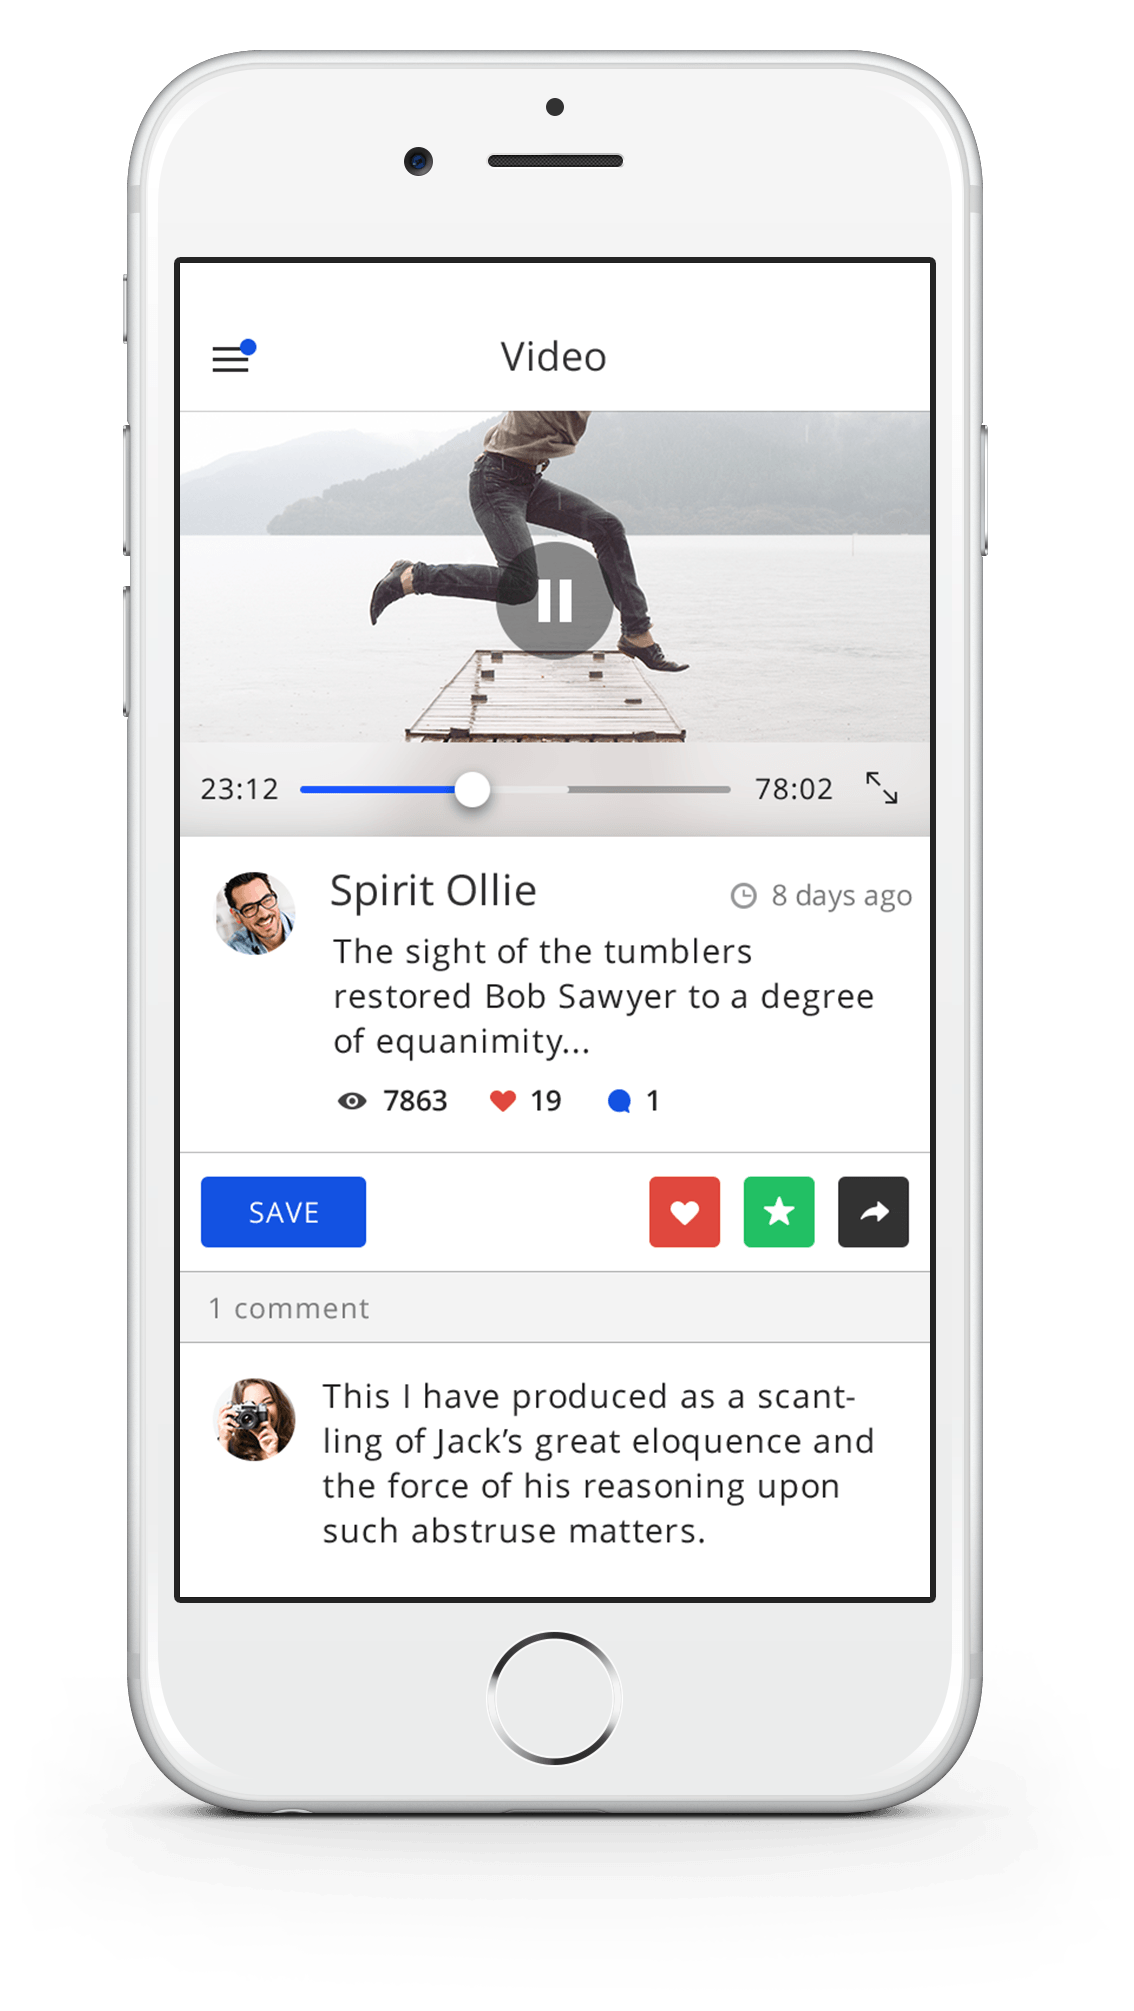 Video
23:12 78:02
Spirit Ollie 8 days ago
The sight of the tumblers
restored Bob Sawyer to a degree
of equanimity...
7863 19 1
SAVE
1 comment
This I have produced as a scant-
ling of Jack’s great eloquence and
the force of his reasoning upon
such abstruse matters.